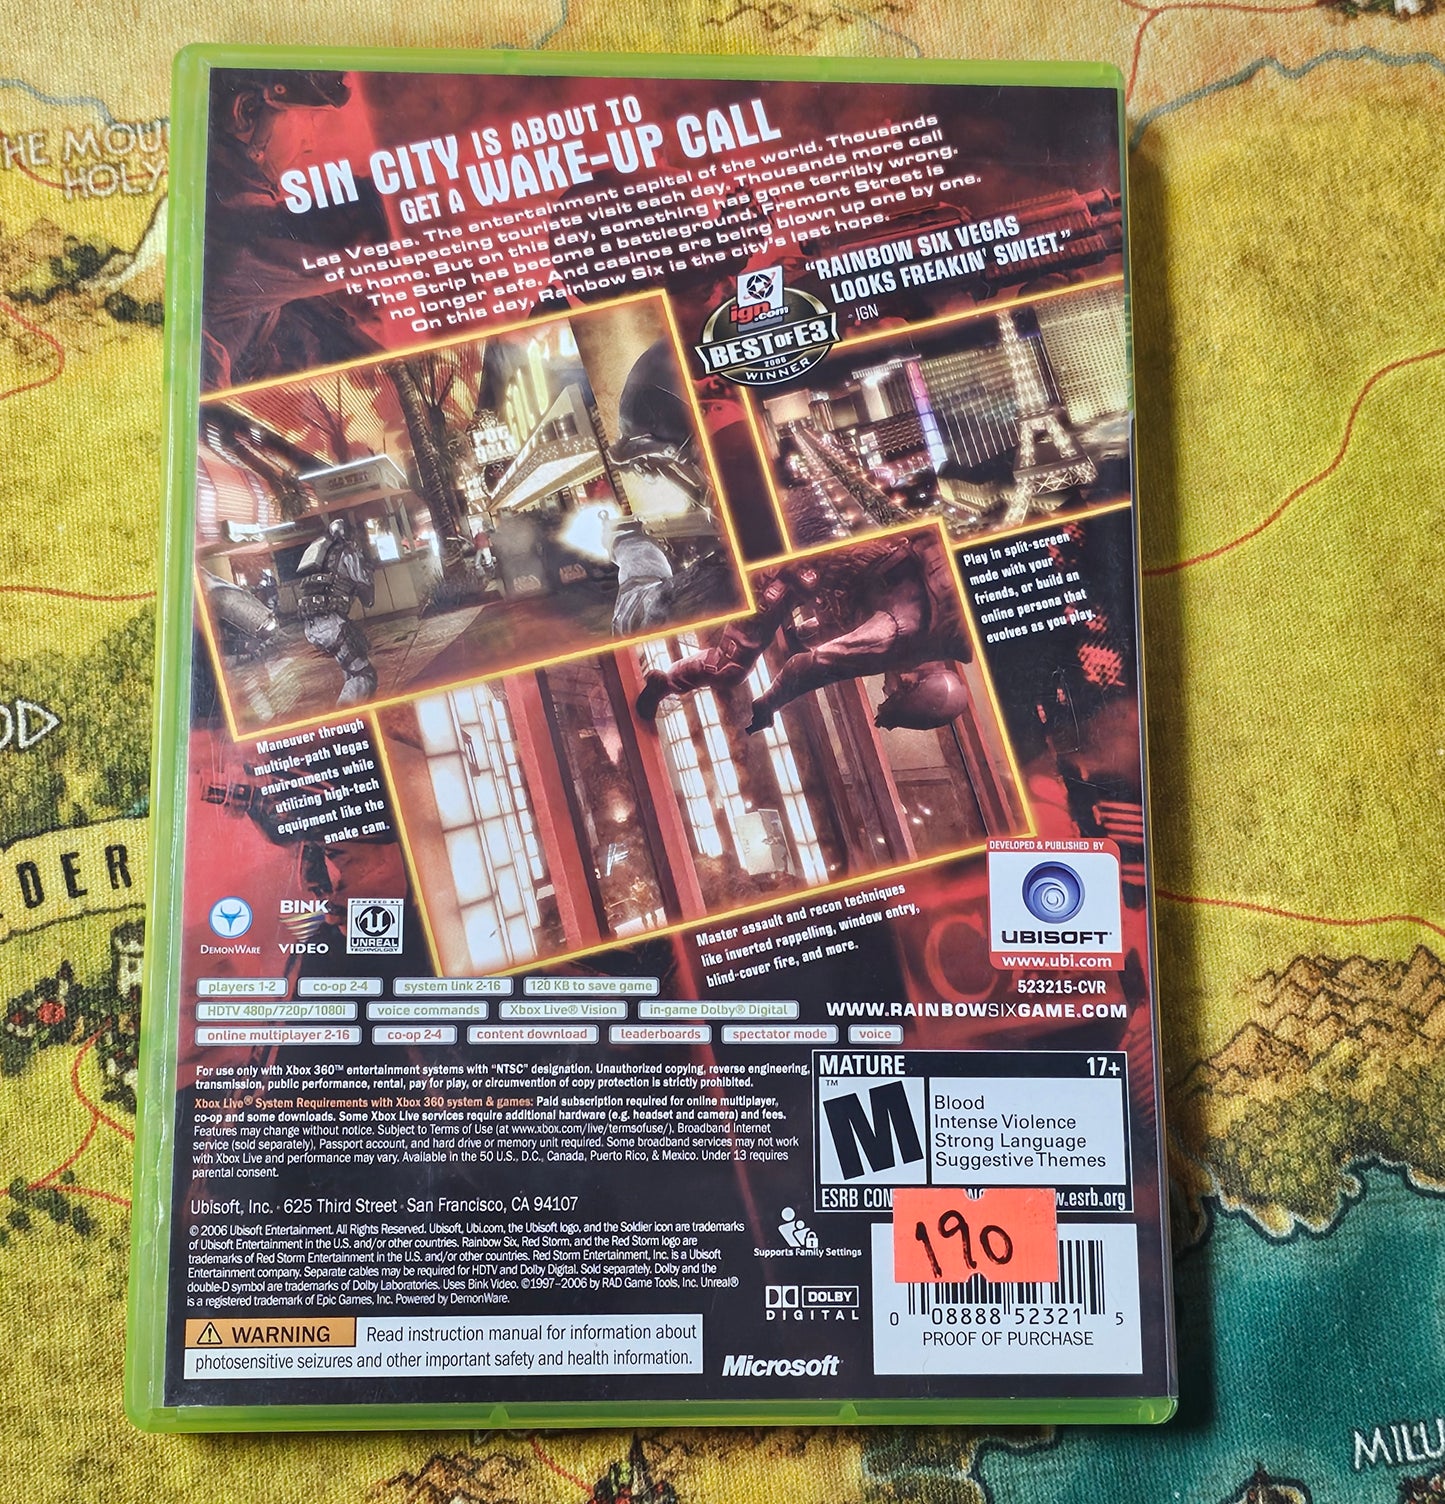 SIN CITY IS ABOUT TO
GET A WAKE-UP CALL
Las Vegas. The entertainment capital of the world. Thousands
of unsuspecting tourists visit each day. Thousands more call
it home. But on this day, something has gone terribly wrong.
The Strip has become a battleground. Fremont Street is
no longer safe. And casinos are being blown up one by one.
On this day, Rainbow Six is the city's last hope.
"RAINBOW SIX VEGAS
LOOKS FREAKIN' SWEET."
- IGN
ign.com
BEST OF E3
2006
WINNER
OLD WEST
POT
GOLD
Play in split-screen
mode with your
friends, or build an
online persona that
evolves as you play.
Maneuver through
multiple-path Vegas
environments while
utilizing high-tech
equipment like the
snake cam.
Master assault and recon techniques
like inverted rappelling, window entry,
blind-cover fire, and more.
DEVELOPED & PUBLISHED BY
UBISOFT
www.ubi.com
523215-CVR
DEMONWARE
BINK
VIDEO
POWERED BY
UNREAL
TECHNOLOGY
players 1-2 co-op 2-4 system link 2-16 120 KB to save game
HDTV 480p/720p/1080i voice commands Xbox Live® Vision in-game Dolby® Digital
online multiplayer 2-16 co-op 2-4 content download leaderboards spectator mode voice
WWW.RAINBOWSIXGAME.COM
For use only with Xbox 360™ entertainment systems with "NTSC" designation. Unauthorized copying, reverse engineering,
transmission, public performance, rental, pay for play, or circumvention of copy protection is strictly prohibited.
Xbox Live® System Requirements with Xbox 360 system & games: Paid subscription required for online multiplayer,
co-op and some downloads. Some Xbox Live services require additional hardware (e.g. headset and camera) and fees.
Features may change without notice. Subject to Terms of Use (at www.xbox.com/live/termsofuse/). Broadband Internet
service (sold separately), Passport account, and hard drive or memory unit required. Some broadband services may not work
with Xbox Live and performance may vary. Available in the 50 U.S., D.C., Canada, Puerto Rico, & Mexico. Under 13 requires
parental consent.
MATURE 17+
M
TM
Blood
Intense Violence
Strong Language
Suggestive Themes
ESRB CON
w.esrb.org
190
Ubisoft, Inc. · 625 Third Street · San Francisco, CA 94107
© 2006 Ubisoft Entertainment. All Rights Reserved. Ubisoft, Ubi.com, the Ubisoft logo, and the Soldier Icon are trademarks
of Ubisoft Entertainment in the U.S. and/or other countries. Rainbow Six, Red Storm, and the Red Storm logo are
trademarks of Red Storm Entertainment in the U.S. and/or other countries. Red Storm Entertainment, Inc. is a Ubisoft
Entertainment company. Separate cables may be required for HDTV and Dolby Digital. Sold separately. Dolby and the
double-D symbol are trademarks of Dolby Laboratories. Uses Bink Video. ©1997–2006 by RAD Game Tools, Inc. Unreal®
is a registered trademark of Epic Games, Inc. Powered by DemonWare.
Supports Family Settings
DOLBY
DIGITAL
0 08888 52321 5
PROOF OF PURCHASE
WARNING Read instruction manual for information about
photosensitive seizures and other important safety and health information.
Microsoft
HE MOU
HOLY
OD
DER
MILU